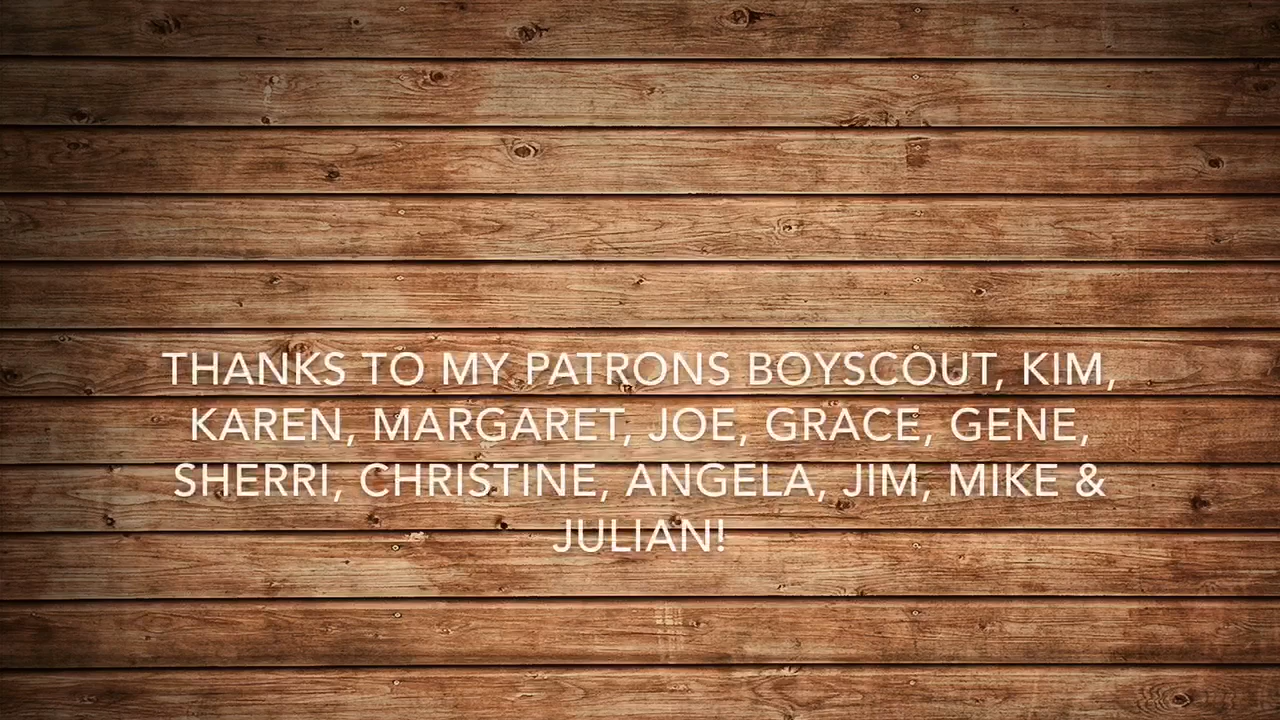 THANKS TO MY PATRONS BOYSCOUT, KIM,
KAREN, MARGARET, JOE, GRACE, GENE,
SHERRI, CHRISTINE, ANGELA, JIM, MIKE &
JULIAN!